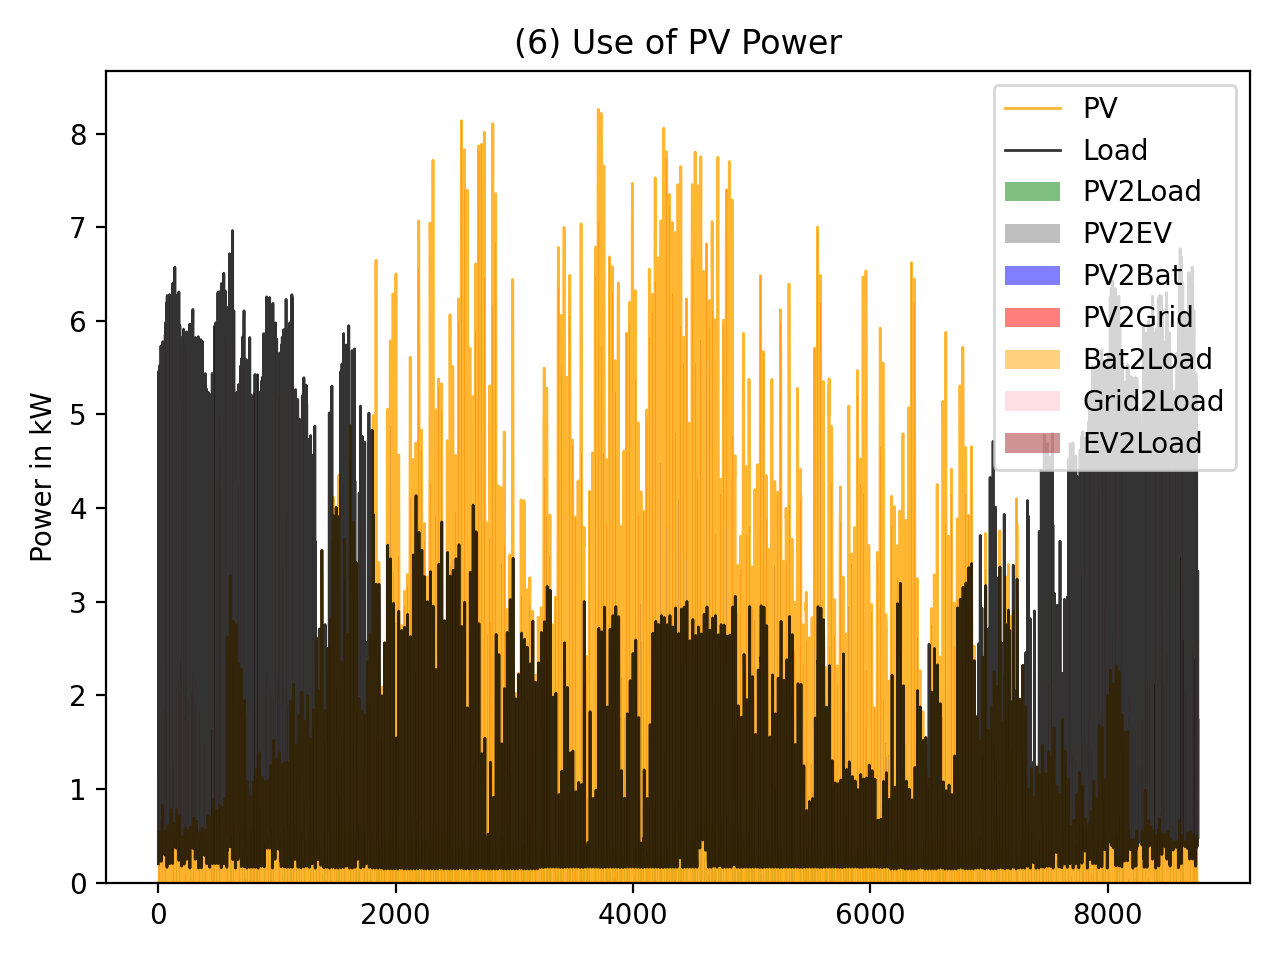 (6) Use of PV Power
Power in kW
8
7
6
5
4
3
2
1
0
0 2000 4000 6000 8000
PV
Load
PV2Load
PV2EV
PV2Bat
PV2Grid
Bat2Load
Grid2Load
EV2Load